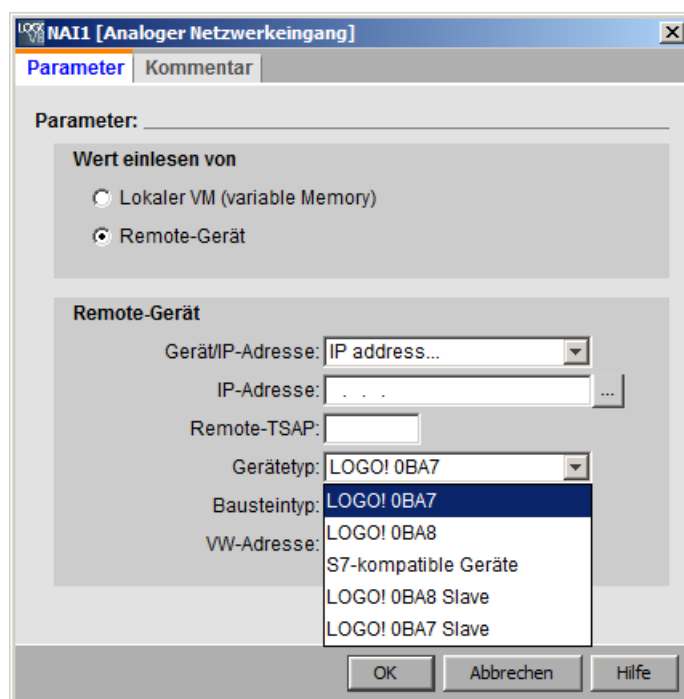 NAI1 [Analoger Netzwerkeingang]
Parameter Kommentar
Parameter:
Wert einlesen von
Lokaler VM (variable Memory)
Remote-Gerät
Remote-Gerät
Gerät/IP-Adresse: IP address...
IP-Adresse: . . . ...
Remote-TSAP:
Gerätetyp: LOGO! 0BA7
Bausteintyp: LOGO! 0BA7
LOGO! 0BA8
VW-Adresse: S7-kompatible Geräte
LOGO! 0BA8 Slave
LOGO! 0BA7 Slave
OK Abbrechen Hilfe